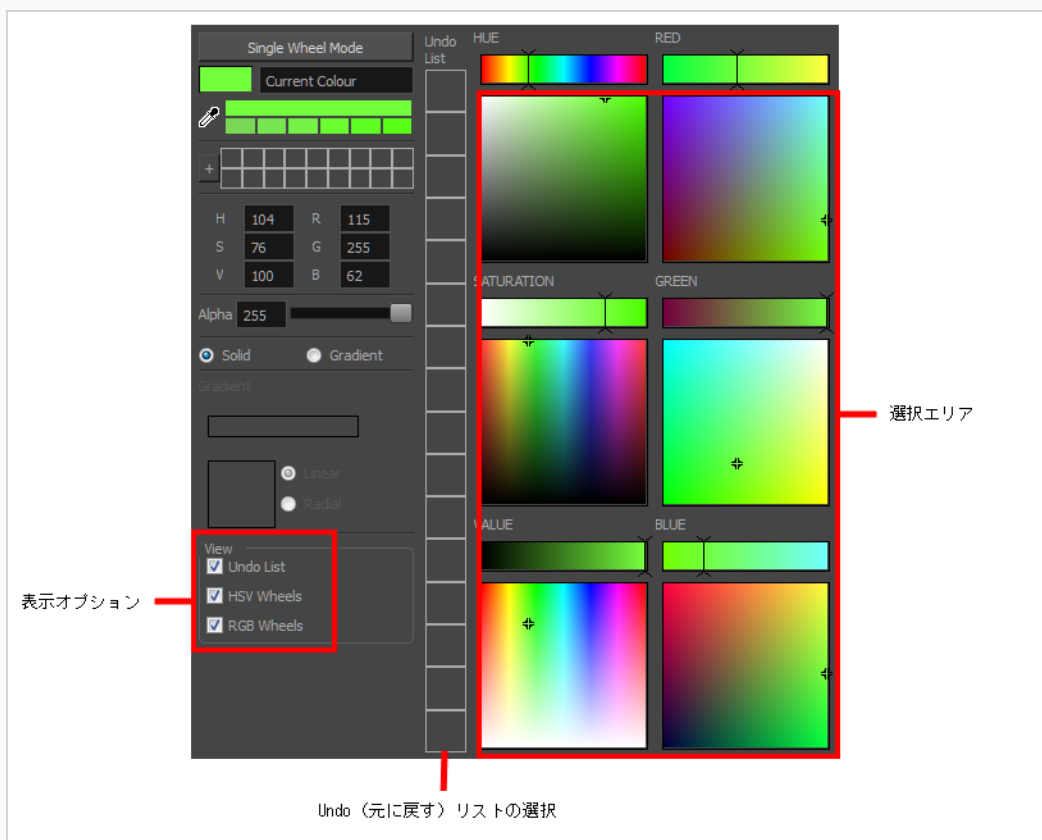 Single Wheel Mode
Current Colour
+
H 104 R 115
S 76 G 255
V 100 B 62
Alpha 255
Solid Gradient
Gradient
Linear
Radial
View
Undo List
HSV Wheels
RGB Wheels
Undo
List
HUE RED
SATURATION GREEN
VALUE BLUE
選択エリア
表示オプション
Undo（元に戻す）リストの選択